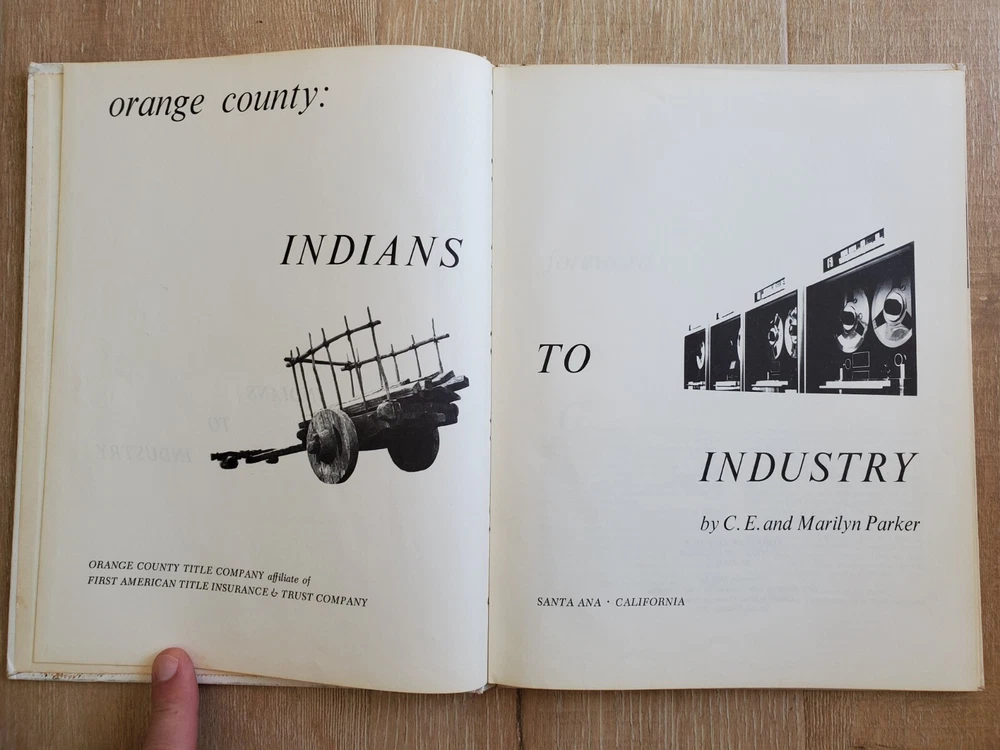 orange county:
INDIANS
TO
INDUSTRY
by C. E. and Marilyn Parker
ORANGE COUNTY TITLE COMPANY affiliate of
FIRST AMERICAN TITLE INSURANCE & TRUST COMPANY
SANTA ANA · CALIFORNIA